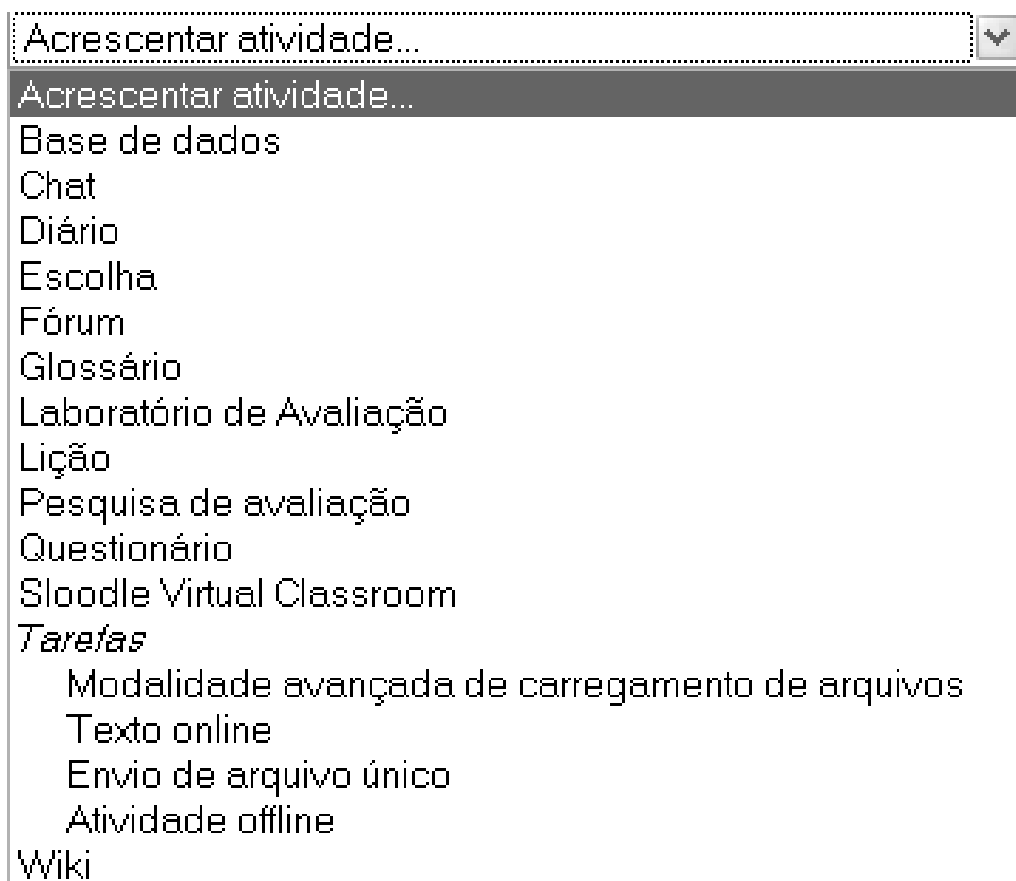 Acrescentar atividade...
Acrescentar atividade...
Base de dados
Chat
Diário
Escolha
Fórum
Glossário
Laboratório de Avaliação
Lição
Pesquisa de avaliação
Questionário
Sloodle Virtual Classroom
Tarefas
Modalidade avançada de carregamento de arquivos
Texto online
Envio de arquivo único
Atividade offline
Wiki